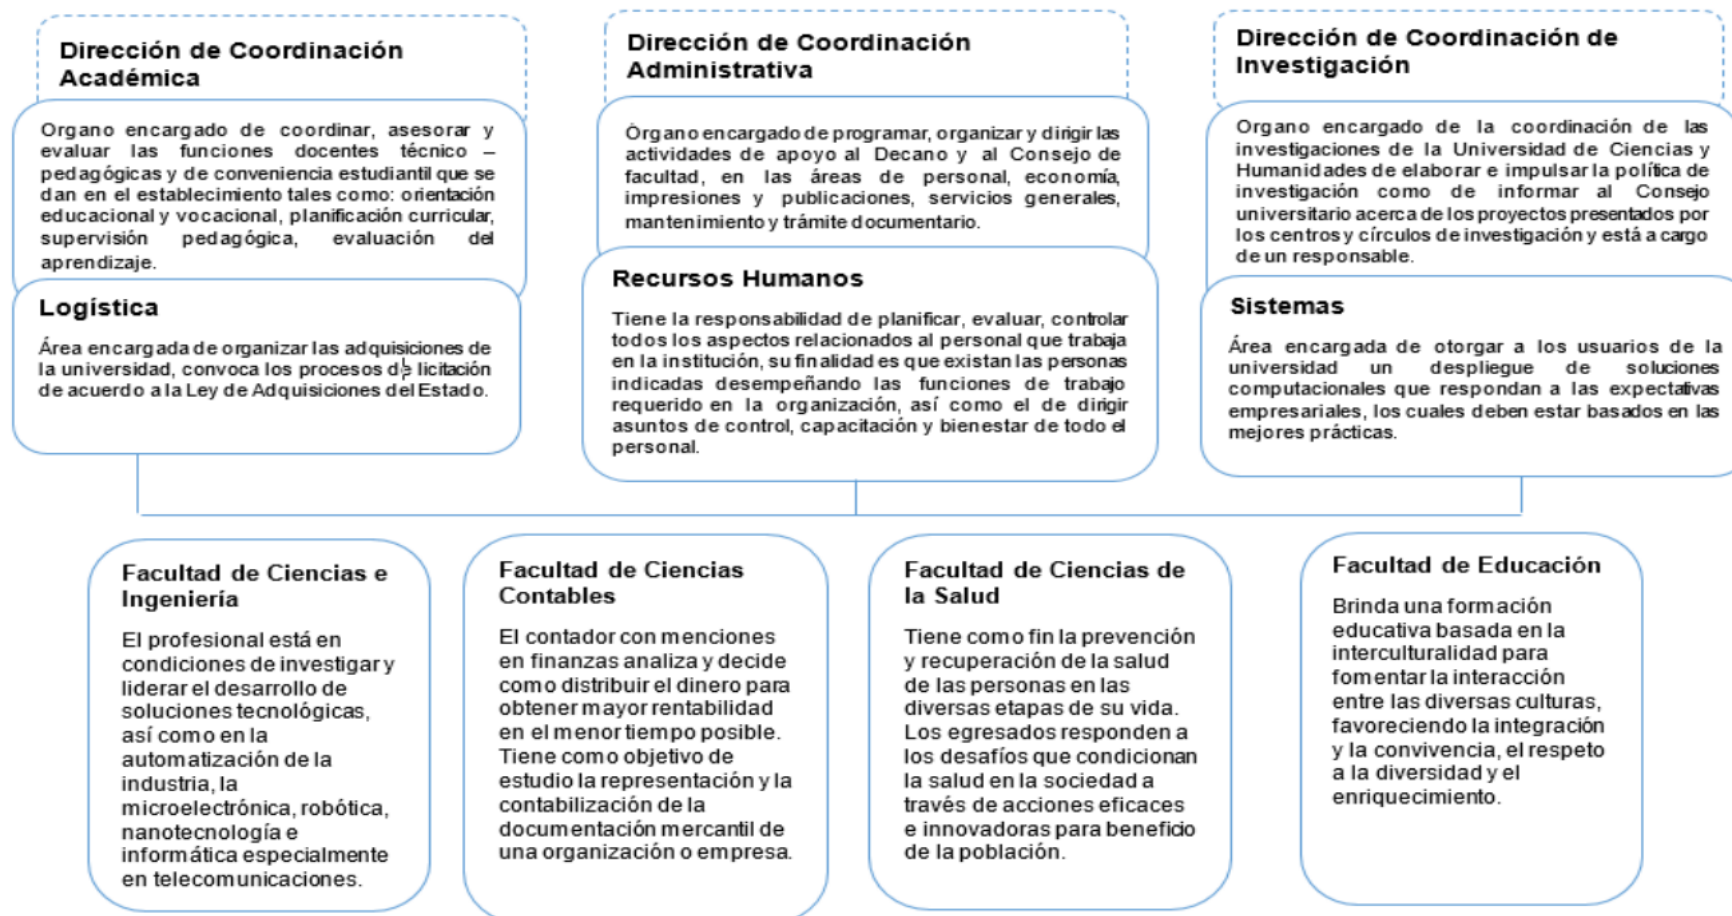 Dirección de Coordinación
Académica
Organo encargado de coordinar, asesorar y
evaluar las funciones docentes técnico –
pedagógicas y de conveniencia estudiantil que se
dan en el establecimiento tales como: orientación
educacional y vocacional, planificación curricular,
supervisión pedagógica, evaluación del
aprendizaje.
Logística
Área encargada de organizar las adquisiciones de
la universidad, convoca los procesos de licitación
de acuerdo a la Ley de Adquisiciones del Estado.
Dirección de Coordinación
Administrativa
Órgano encargado de programar, organizar y dirigir las
actividades de apoyo al Decano y al Consejo de
facultad, en las áreas de personal, economía,
impresiones y publicaciones, servicios generales,
mantenimiento y trámite documentario.
Recursos Humanos
Tiene la responsabilidad de planificar, evaluar, controlar
todos los aspectos relacionados al personal que trabaja
en la institución, su finalidad es que existan las personas
indicadas desempeñando las funciones de trabajo
requerido en la organización, así como el de dirigir
asuntos de control, capacitación y bienestar de todo el
personal.
Dirección de Coordinación de
Investigación
Organo encargado de la coordinación de las
investigaciones de la Universidad de Ciencias y
Humanidades de elaborar e impulsar la política de
investigación como de informar al Consejo
universitario acerca de los proyectos presentados por
los centros y círculos de investigación y está a cargo
de un responsable.
Sistemas
Área encargada de otorgar a los usuarios de la
universidad un despliegue de soluciones
computacionales que respondan a las expectativas
empresariales, los cuales deben estar basados en las
mejores prácticas.
Facultad de Ciencias e
Ingeniería
El profesional está en
condiciones de investigar y
liderar el desarrollo de
soluciones tecnológicas,
así como en la
automatización de la
industria, la
microelectrónica, robótica,
nanotecnología e
informática especialmente
en telecomunicaciones.
Facultad de Ciencias
Contables
El contador con menciones
en finanzas analiza y decide
como distribuir el dinero para
obtener mayor rentabilidad
en el menor tiempo posible.
Tiene como objetivo de
estudio la representación y la
contabilización de la
documentación mercantil de
una organización o empresa.
Facultad de Ciencias de
la Salud
Tiene como fin la prevención
y recuperación de la salud
de las personas en las
diversas etapas de su vida.
Los egresados responden a
los desafíos que condicionan
la salud en la sociedad a
través de acciones eficaces
e innovadoras para beneficio
de la población.
Facultad de Educación
Brinda una formación
educativa basada en la
interculturalidad para
fomentar la interacción
entre las diversas culturas,
favoreciendo la integración
y la convivencia, el respeto
a la diversidad y el
enriquecimiento.